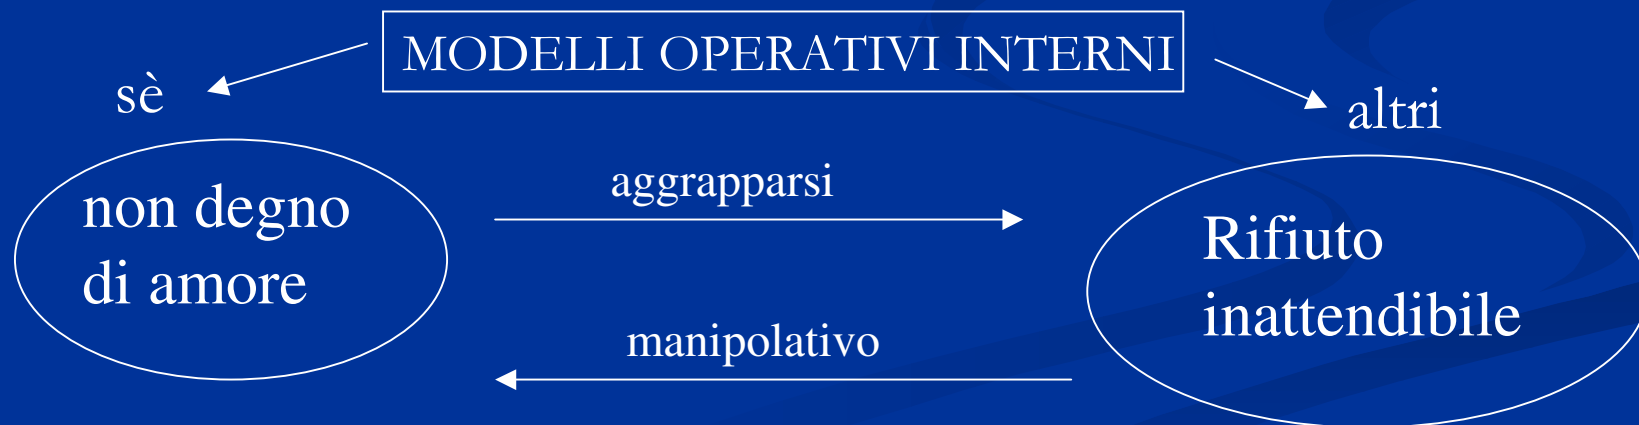 MODELLI OPERATIVI INTERNI
sè
altri
non degno
di amore
aggrapparsi
manipolativo
Rifiuto
inattendibile